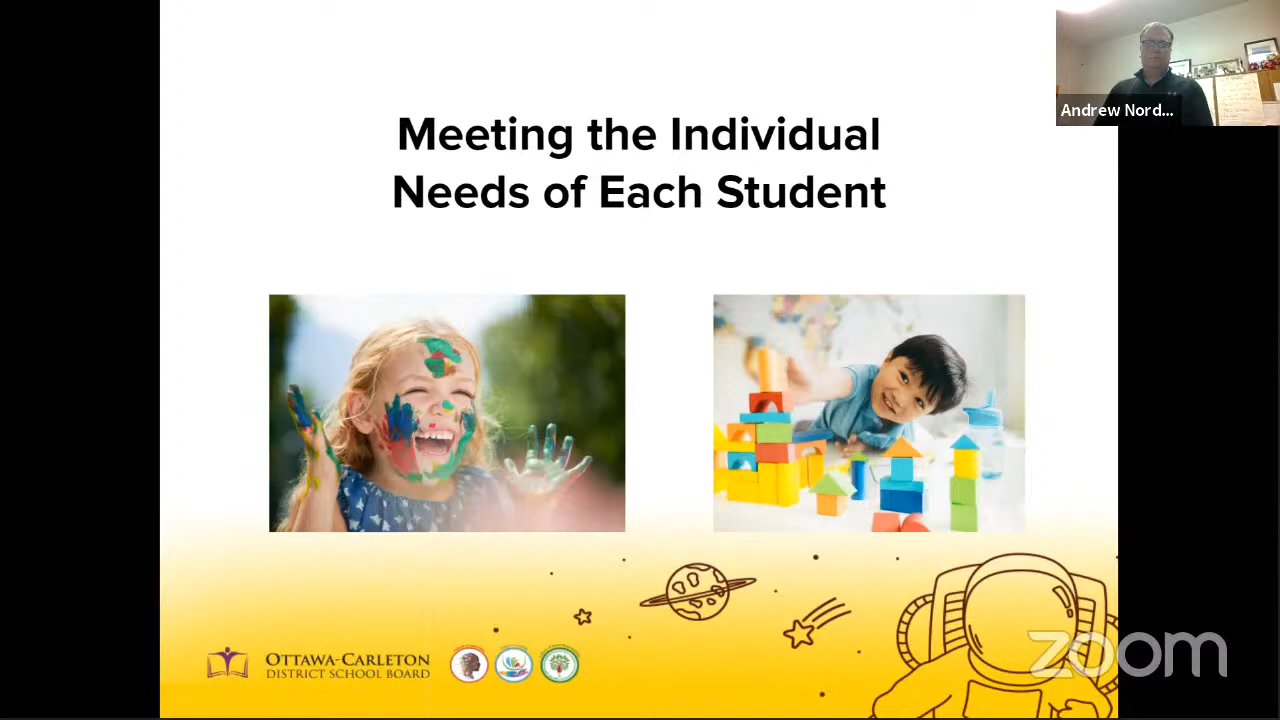 Meeting the Individual
Needs of Each Student
Andrew Nord...
OTTAWA-CARLETON
DISTRICT SCHOOL BOARD
zoom